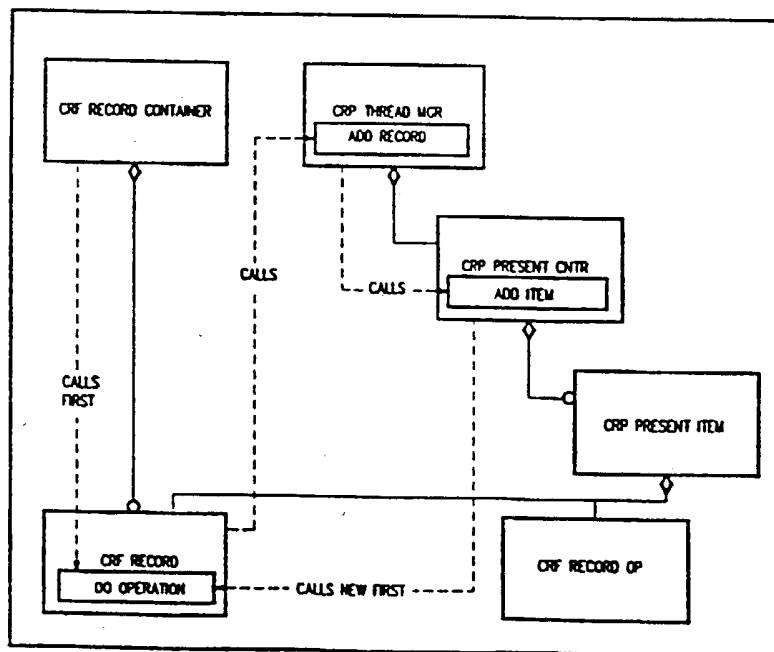 CRF RECORD CONTAINER
CRP THREAD MGR
ADD RECORD
CALLS
CRP PRESENT CNTR
ADD ITEM
CALLS
CALLS
FIRST
CRP PRESENT ITEM
CRF RECORD
DO OPERATION
CALLS NEW FIRST
CRF RECORD OP